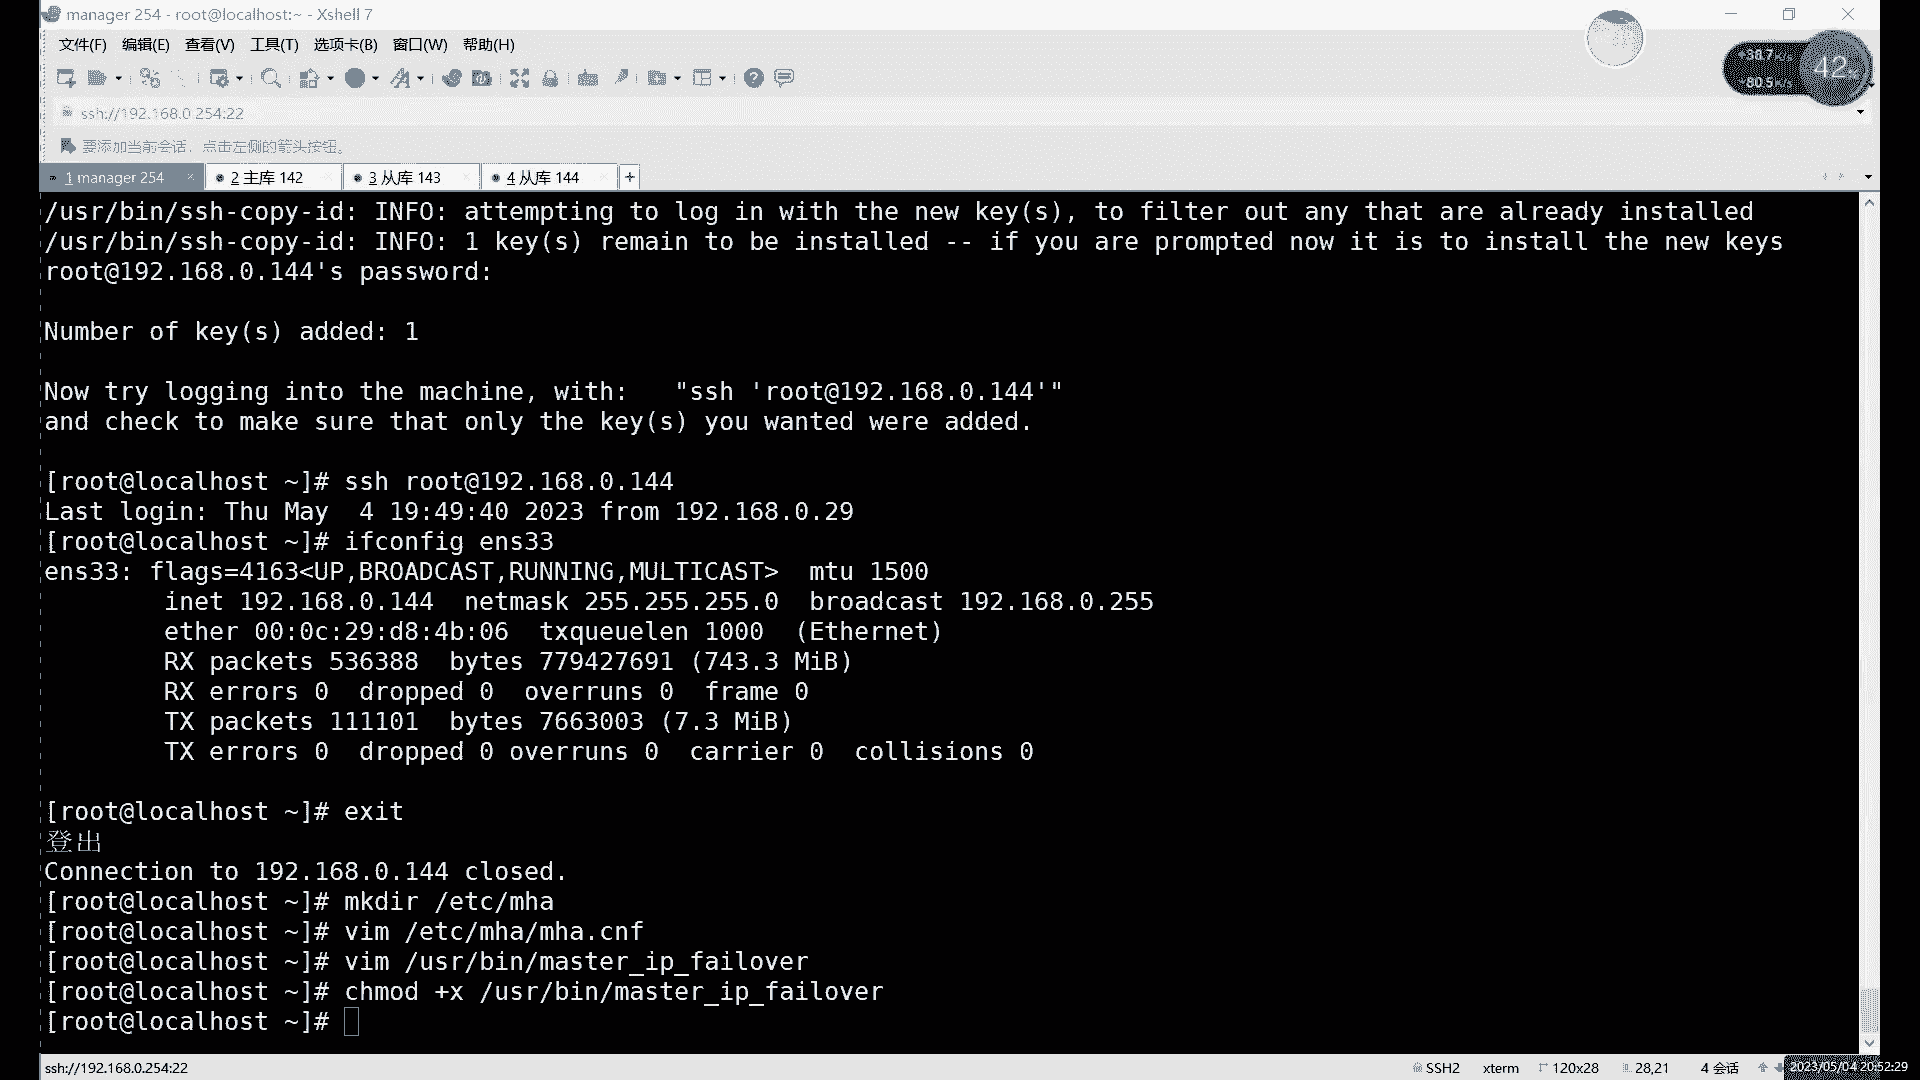 manager 254 - root@localhost:~ - Xshell 7
文件(F) 编辑(E) 查看(V) 工具(T) 选项卡(B) 窗口(W) 帮助(H)
38.7K/s
80.5K/s
42%
ssh://192.168.0.254:22
要添加当前会话，点击左侧的箭头按钮。
1 manager 254 × 2 主库 142 × 3 从库 143 × 4 从库 144 × +
/usr/bin/ssh-copy-id: INFO: attempting to log in with the new key(s), to filter out any that are already installed
/usr/bin/ssh-copy-id: INFO: 1 key(s) remain to be installed -- if you are prompted now it is to install the new keys
root@192.168.0.144's password:
Number of key(s) added: 1
Now try logging into the machine, with:   "ssh 'root@192.168.0.144'"
and check to make sure that only the key(s) you wanted were added.
[root@localhost ~]# ssh root@192.168.0.144
Last login: Thu May  4 19:49:40 2023 from 192.168.0.29
[root@localhost ~]# ifconfig ens33
ens33: flags=4163<UP,BROADCAST,RUNNING,MULTICAST>  mtu 1500
        inet 192.168.0.144  netmask 255.255.255.0  broadcast 192.168.0.255
        ether 00:0c:29:d8:4b:06  txqueuelen 1000  (Ethernet)
        RX packets 536388  bytes 779427691 (743.3 MiB)
        RX errors 0  dropped 0  overruns 0  frame 0
        TX packets 111101  bytes 7663003 (7.3 MiB)
        TX errors 0  dropped 0 overruns 0  carrier 0  collisions 0
[root@localhost ~]# exit
登出
Connection to 192.168.0.144 closed.
[root@localhost ~]# mkdir /etc/mha
[root@localhost ~]# vim /etc/mha/mha.cnf
[root@localhost ~]# vim /usr/bin/master_ip_failover
[root@localhost ~]# chmod +x /usr/bin/master_ip_failover
[root@localhost ~]#
ssh://192.168.0.254:22 SSH2 xterm 120x28 28,21 4 会话 2023/05/04 20:52:29